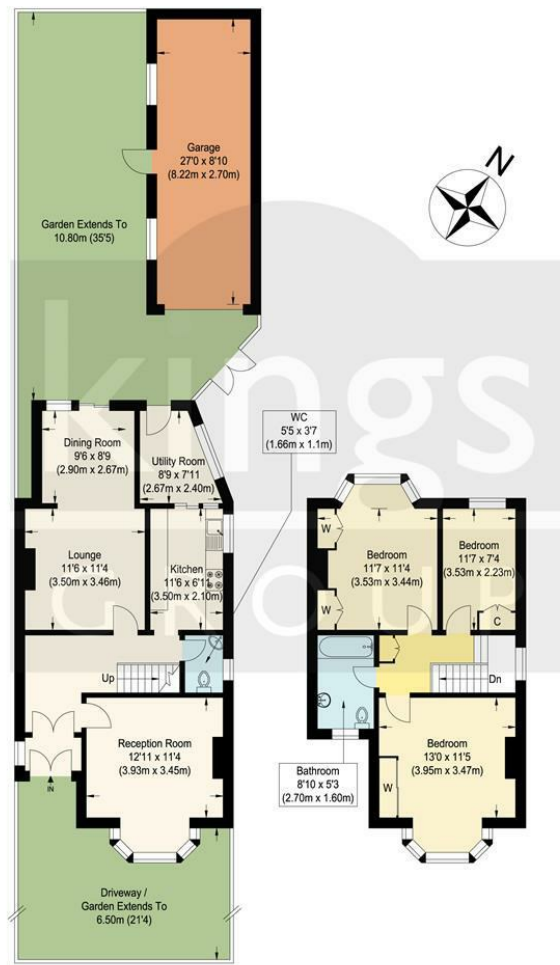 Garage
27'0 x 8'10
(8.22m x 2.70m)
N
Garden Extends To
10.80m (35'5)
kings
GROUP
WC
5'5 x 3'7
(1.66m x 1.1m)
Dining Room
9'6 x 8'9
(2.90m x 2.67m)
Utility Room
8'9 x 7'11
(2.67m x 2.40m)
Lounge
11'6 x 11'4
(3.50m x 3.46m)
Kitchen
11'6 x 6'11
(3.50m x 2.10m)
Up
Reception Room
12'11 x 11'4
(3.93m x 3.45m)
IN
Driveway /
Garden Extends To
6.50m (21'4)
W
Bedroom
11'7 x 11'4
(3.53m x 3.44m)
W
Bedroom
11'7 x 7'4
(3.53m x 2.23m)
C
Dn
Bathroom
8'10 x 5'3
(2.70m x 1.60m)
Bedroom
13'0 x 11'5
(3.95m x 3.47m)
W